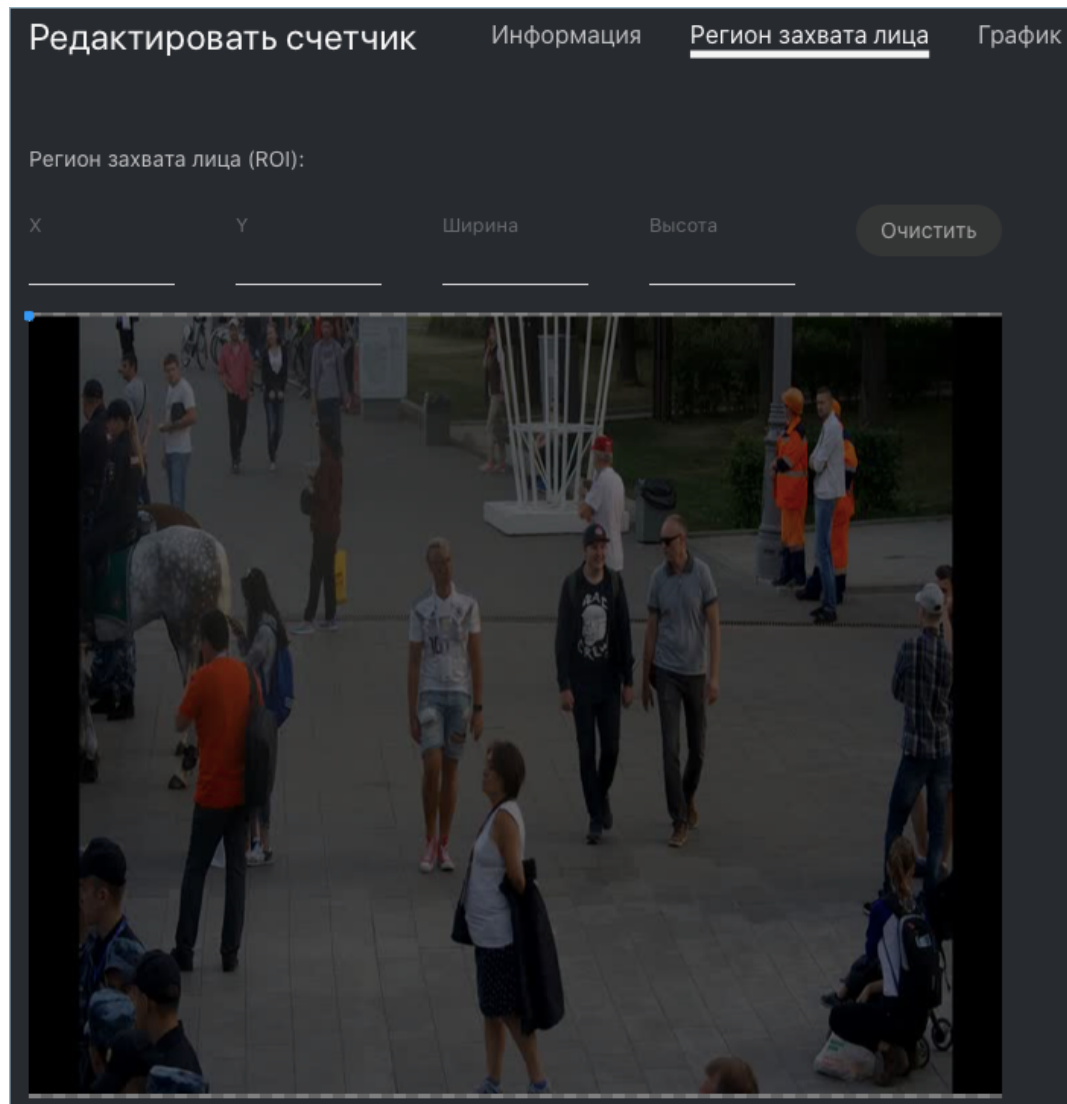 Редактировать счетчик Информация Регион захвата лица График
Регион захвата лица (ROI):
X Y Ширина Высота Очистить